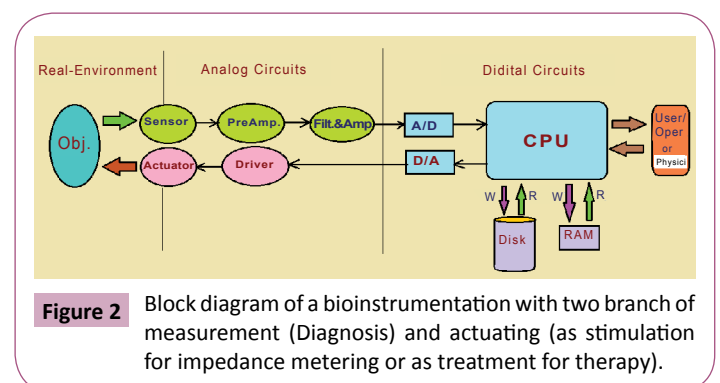 Real-Environment Analog Circuits Didital Circuits
Obj.
Sensor PreAmp. Filt.&Amp A/D
Actuator Driver D/A
CPU
User/
Oper
or
Physici
W R W R
Disk RAM
Figure 2 Block diagram of a bioinstrumentation with two branch of
measurement (Diagnosis) and actuating (as stimulation
for impedance metering or as treatment for therapy).